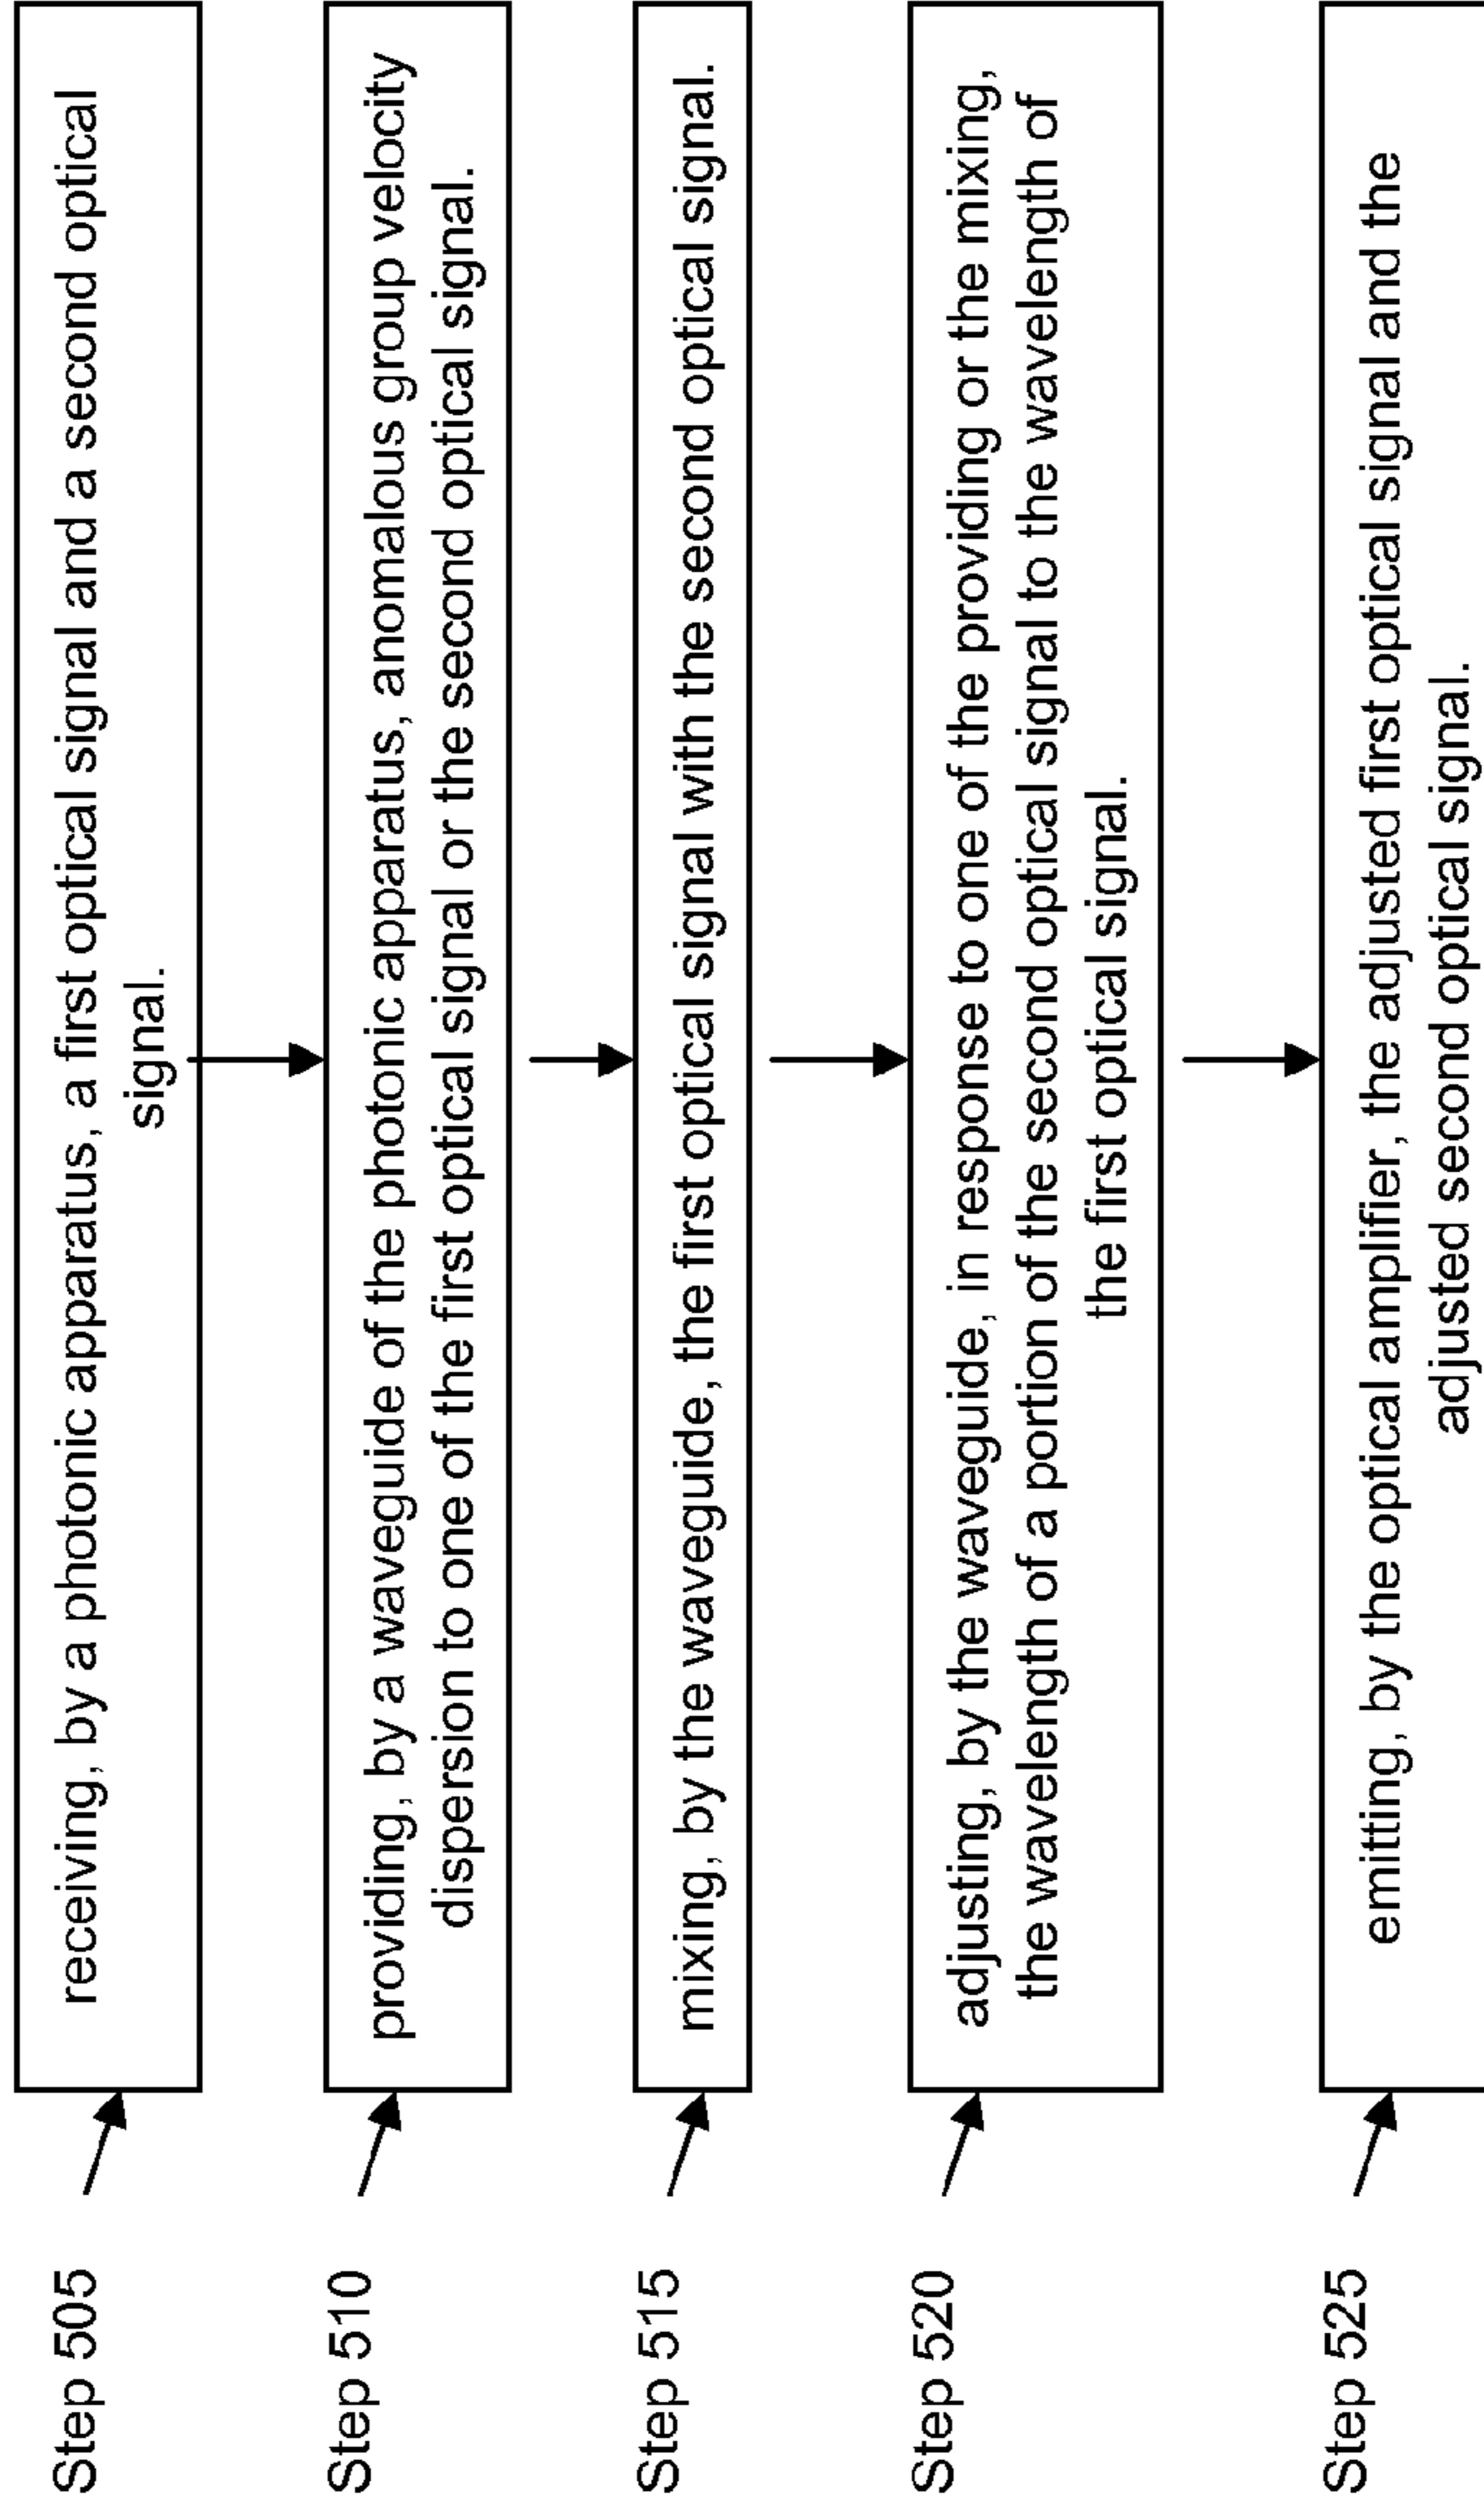 Step 505
receiving, by a photonic apparatus, a first optical signal and a second optical
signal.
Step 510
providing, by a waveguide of the photonic apparatus, anomalous group velocity
dispersion to one of the first optical signal or the second optical signal.
Step 515
mixing, by the waveguide, the first optical signal with the second optical signal.
Step 520
adjusting, by the waveguide, in response to one of the providing or the mixing,
the wavelength of a portion of the second optical signal to the wavelength of
the first optical signal.
Step 525
emitting, by the optical amplifier, the adjusted first optical signal and the
adjusted second optical signal.